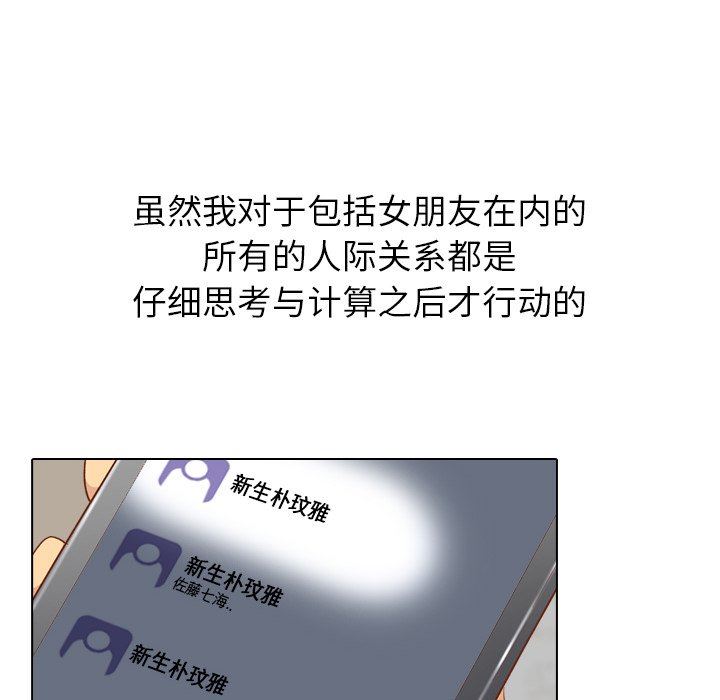 虽然我对于包括女朋友在内的
所有的人际关系都是
仔细思考与计算之后才行动的
新生朴玟雅
新生朴玟雅
佐藤七海..
新生朴玟雅